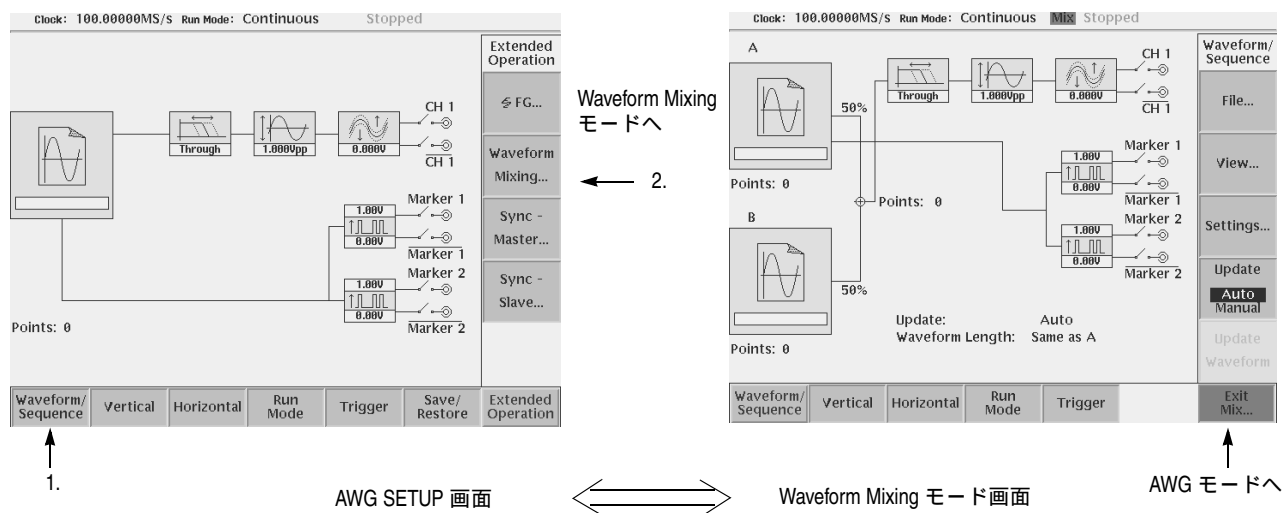 Clock: 100.00000MS/s Run Mode: Continuous Stopped
Extended
Operation
≶ FG...
Waveform
Mixing...
Sync -
Master...
Sync -
Slave...
Through
1.000Vpp
0.000V
CH 1
CH 1
Marker 1
1.00V
0.00V
Marker 1
Marker 2
1.00V
0.00V
Marker 2
Points: 0
Waveform/
Sequence
Vertical
Horizontal
Run
Mode
Trigger
Save/
Restore
Extended
Operation
1.
AWG SETUP 画面
Waveform Mixing
モードへ
2.
Clock: 100.00000MS/s Run Mode: Continuous Mix Stopped
A
50%
Points: 0
Through
1.000Vpp
0.000V
CH 1
CH 1
Marker 1
1.00V
0.00V
Marker 1
Marker 2
1.00V
0.00V
Marker 2
Points: 0
B
50%
Points: 0
Update: Auto
Waveform Length: Same as A
Waveform/
Sequence
File...
View...
Settings...
Update
Auto
Manual
Update
Waveform
Waveform/
Sequence
Vertical
Horizontal
Run
Mode
Trigger
Exit
Mix...
Waveform Mixing モード画面
AWG モードへ